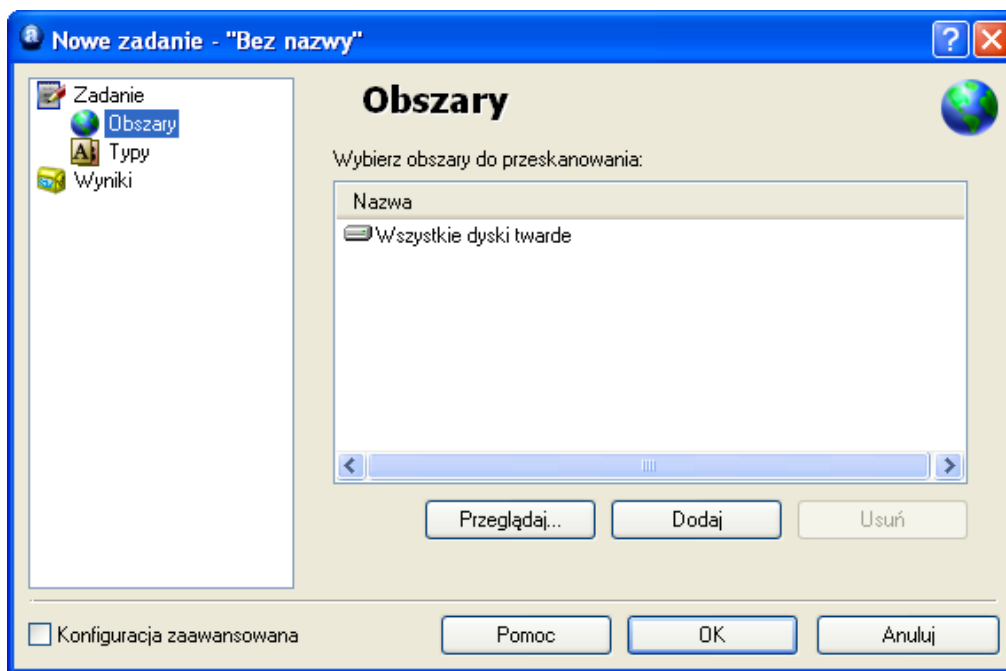 Nowe zadanie - "Bez nazwy"
Zadanie
Obszary
Typy
Wyniki
Obszary
Wybierz obszary do przeskanowania:
Nazwa
Wszystkie dyski twarde
Przeglądaj...
Dodaj
Usuń
Konfiguracja zaawansowana
Pomoc
OK
Anuluj